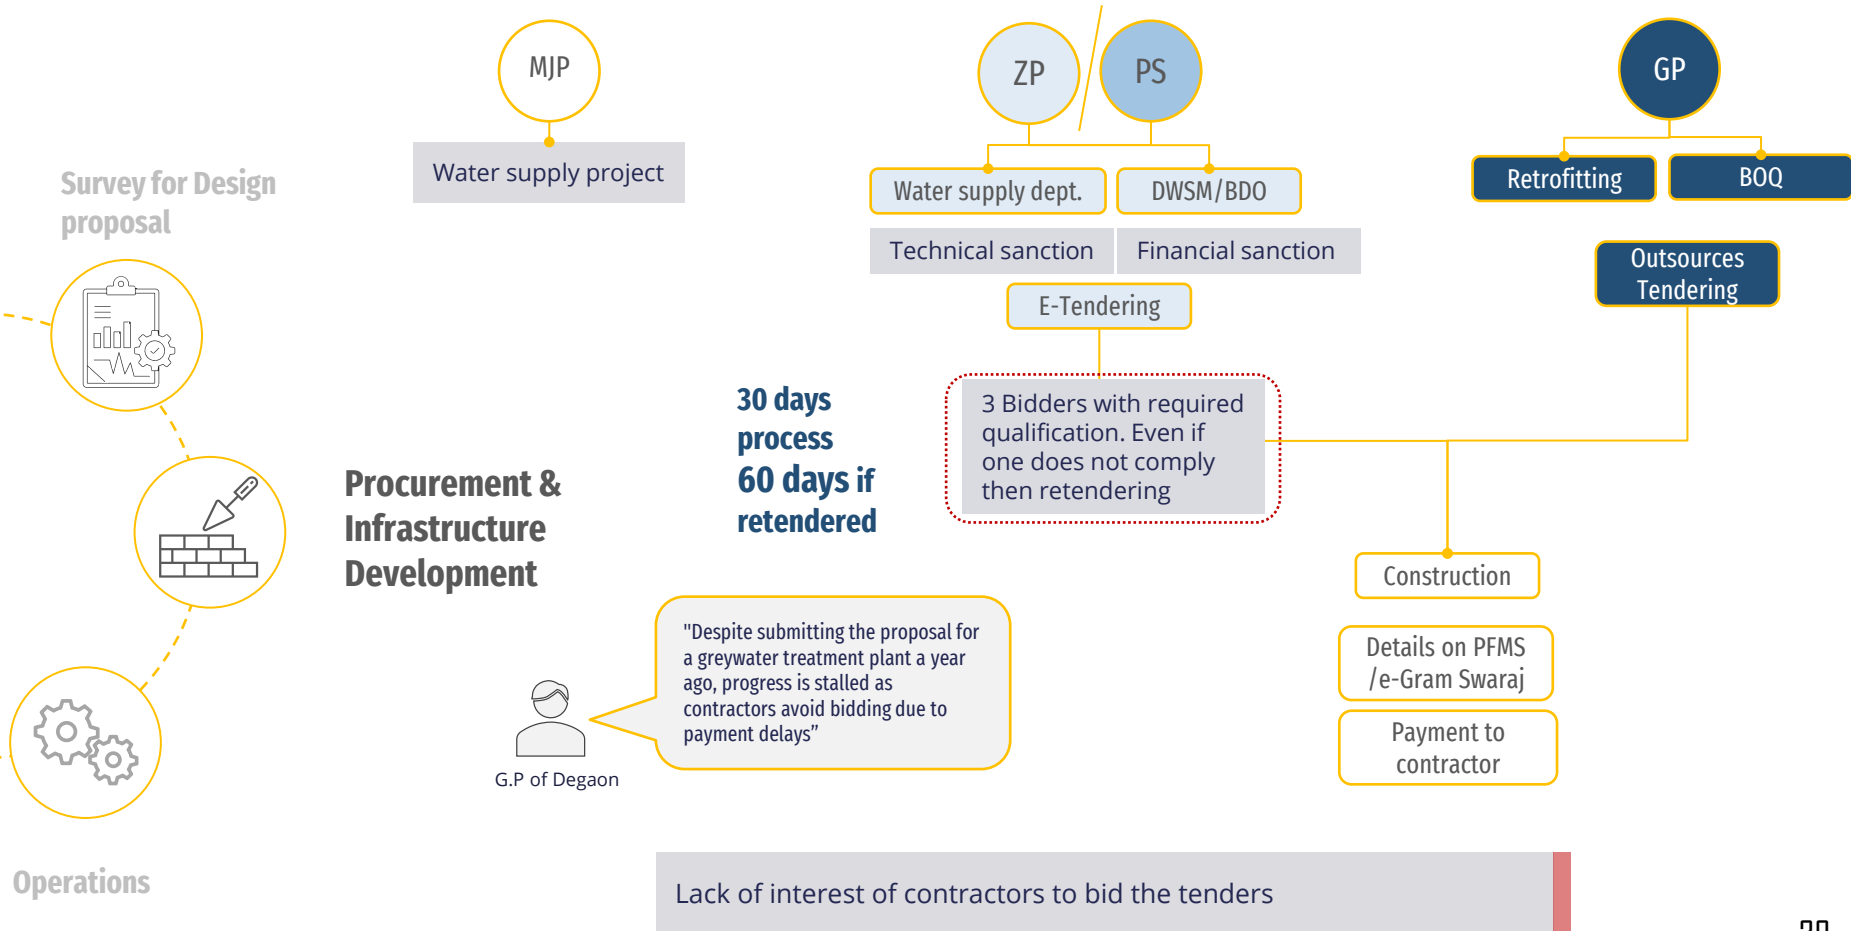 MJP
ZP
PS
GP
Water supply project
Survey for Design
proposal
Water supply dept.
DWSM/BDO
Retrofitting
BOQ
Technical sanction
Financial sanction
Outsources
Tendering
E-Tendering
30 days
process
60 days if
retendered
3 Bidders with required
qualification. Even if
one does not comply
then retendering
Procurement &
Infrastructure
Development
Construction
"Despite submitting the proposal for
a greywater treatment plant a year
ago, progress is stalled as
contractors avoid bidding due to
payment delays”
Details on PFMS
/e-Gram Swaraj
Payment to
contractor
G.P of Degaon
Operations
Lack of interest of contractors to bid the tenders